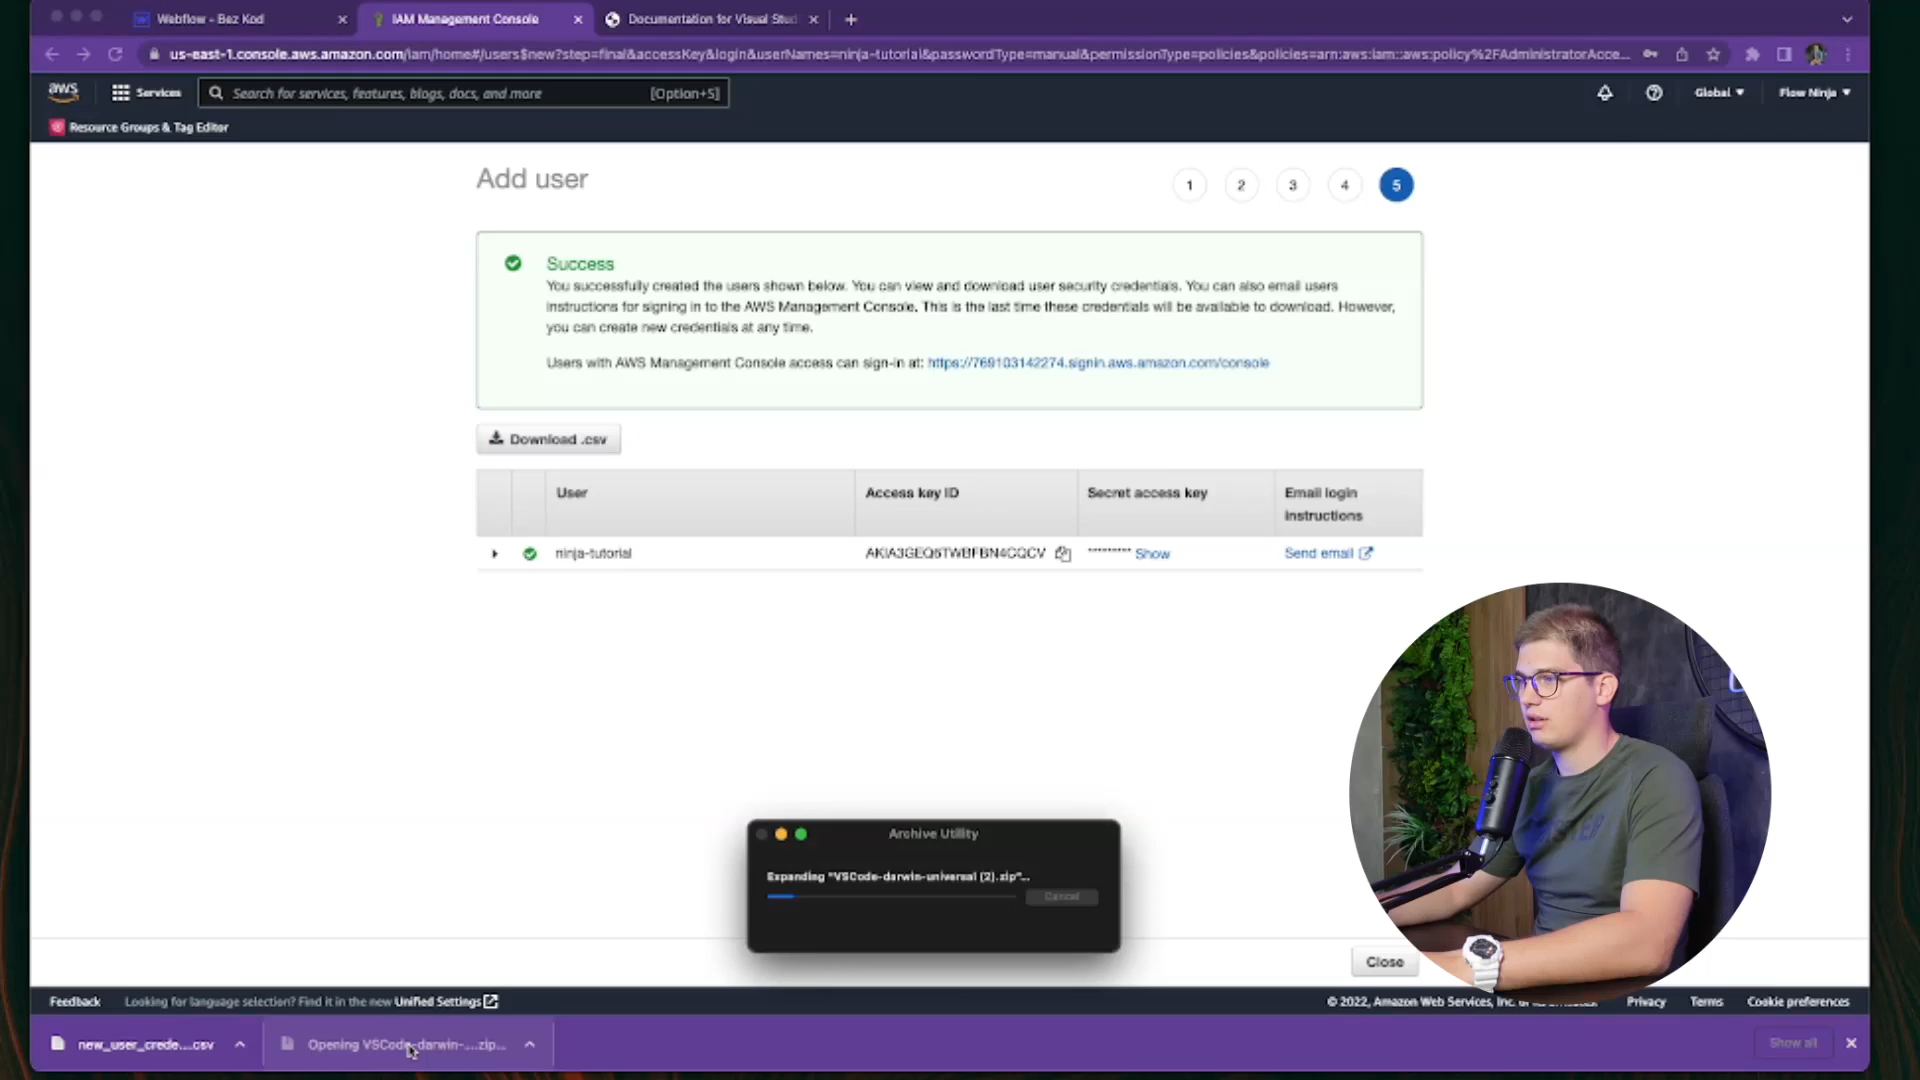 Webflow - Bez Kod
IAM Management Console
Documentation for Visual Stud
us-east-1.console.aws.amazon.com/iam/home#/users$new?step=final&accessKey&login&userNames=ninja-tutorial&passwordType=manual&permissionType=policies&policies=arn:aws:iam::aws:policy%2FAdministratorAcce...
aws
Services
Search for services, features, blogs, docs, and more
[Option+S]
Global
Flow Ninja
Resource Groups & Tag Editor
Add user
1 2 3 4 5
Success
You successfully created the users shown below. You can view and download user security credentials. You can also email users
instructions for signing in to the AWS Management Console. This is the last time these credentials will be available to download. However,
you can create new credentials at any time.
Users with AWS Management Console access can sign-in at: https://769103142274.signin.aws.amazon.com/console
Download .csv
User
Access key ID
Secret access key
Email login
instructions
ninja-tutorial
AKIA3GEQ6TWBFBN4CQCV
********* Show
Send email
Archive Utility
Expanding "VSCode-darwin-universal (2).zip"...
Cancel
Close
Feedback
Looking for language selection? Find it in the new Unified Settings
© 2022, Amazon Web Services, Inc.
Privacy
Terms
Cookie preferences
new_user_crede....csv
Opening VSCode-darwin-....zip...
Show all